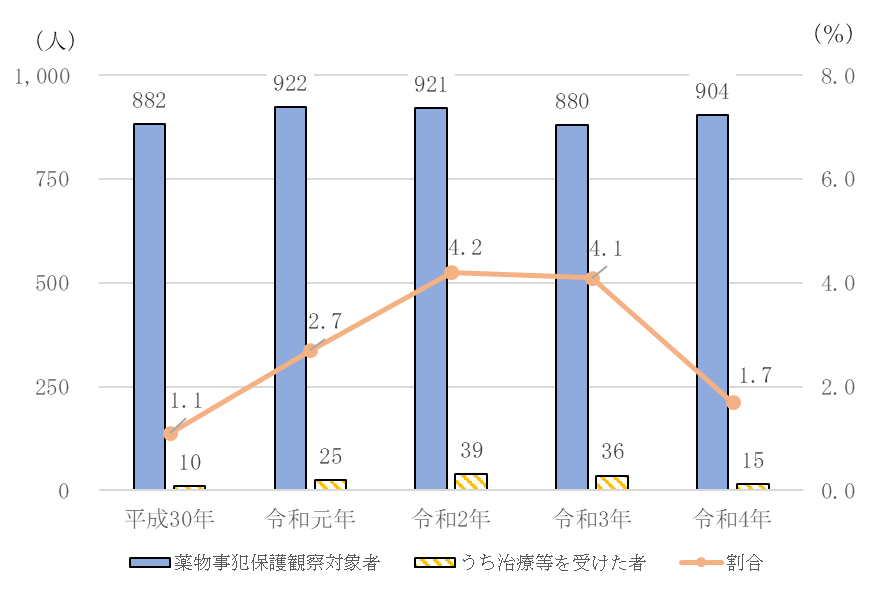 (人) (%)
1,000 882 922 921 880 904 8.0
750 6.0
500 4.2 4.1 4.0
2.7
250 1.1 1.7 2.0
10 25 39 36 15
0 0.0
平成30年 令和元年 令和2年 令和3年 令和4年
薬物事犯保護観察対象者 うち治療等を受けた者 割合